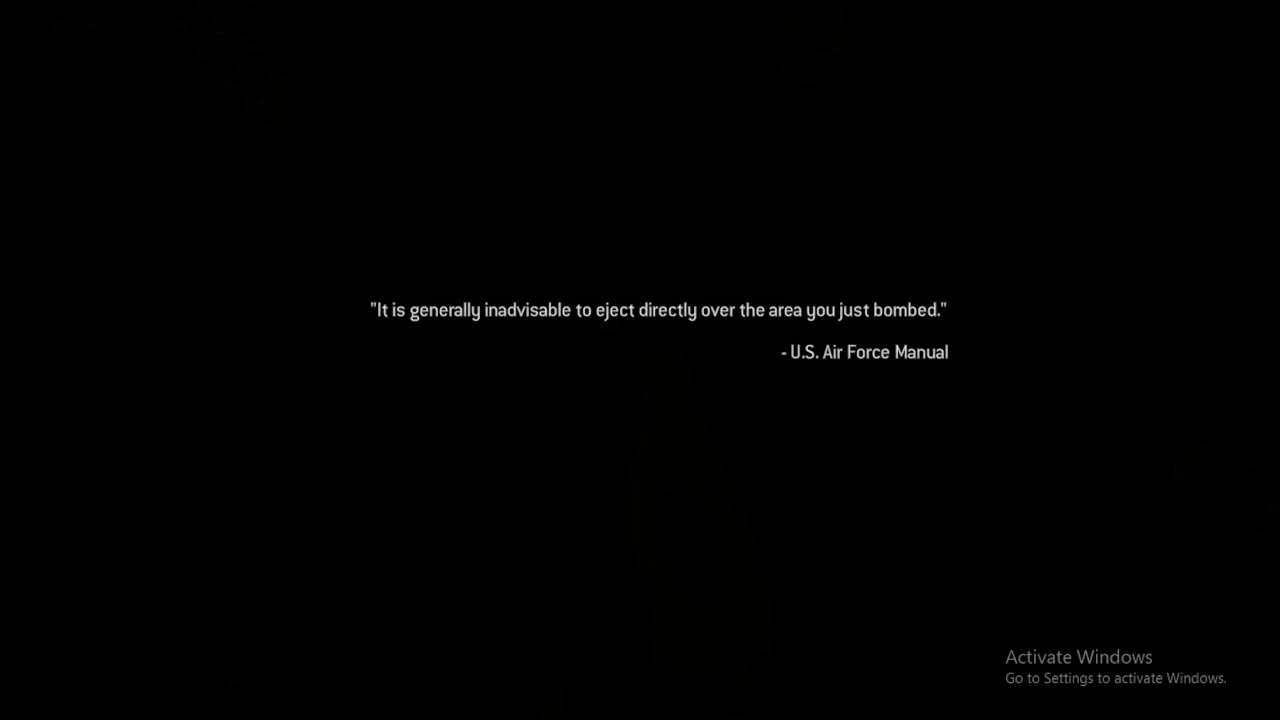 "It is generally inadvisable to eject directly over the area you just bombed."
- U.S. Air Force Manual
Activate Windows
Go to Settings to activate Windows.